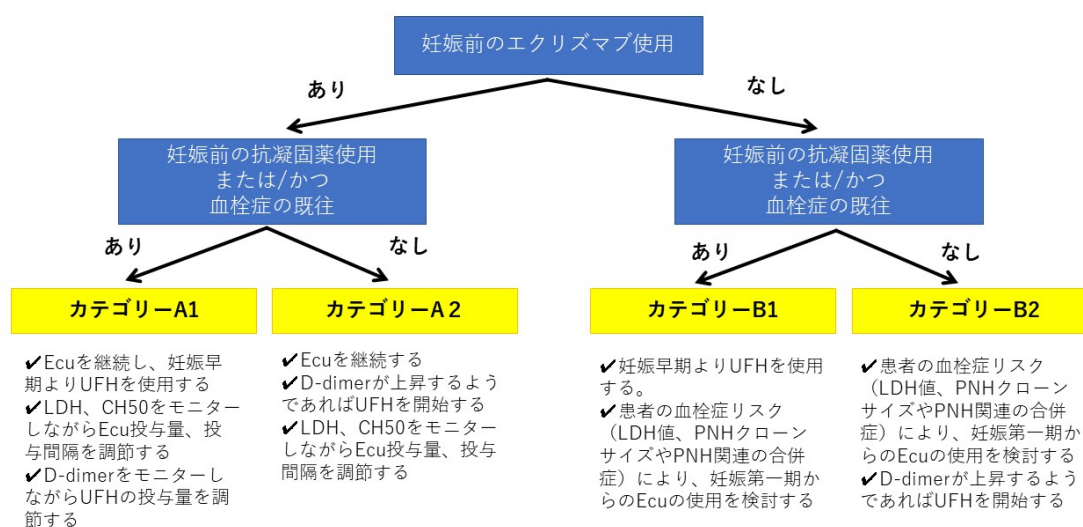 妊娠前のエクリズマブ使用
あり
なし
妊娠前の抗凝固薬使用
または/かつ
血栓症の既往
妊娠前の抗凝固薬使用
または/かつ
血栓症の既往
あり
なし
あり
なし
カテゴリーA1
カテゴリーA２
カテゴリーB1
カテゴリーB2
✔Ecuを継続し、妊娠早
期よりUFHを使用する
✔LDH、CH50をモニター
しながらEcu投与量、投
与間隔を調節する
✔D-dimerをモニターし
ながらUFHの投与量を調
節する
✔Ecuを継続する
✔D-dimerが上昇するよう
であればUFHを開始する
✔LDH、CH50をモニター
しながらEcu投与量、投与
間隔を調節する
✔妊娠早期よりUFHを使用
する。
✔患者の血栓症リスク
（LDH値、PNHクローン
サイズやPNH関連の合併
症）により、妊娠第一期か
らのEcuの使用を検討する
✔患者の血栓症リスク
（LDH値、PNHクローン
サイズやPNH関連の合併
症）により、妊娠第一期か
らのEcuの使用を検討する
✔D-dimerが上昇するよう
であればUFHを開始する